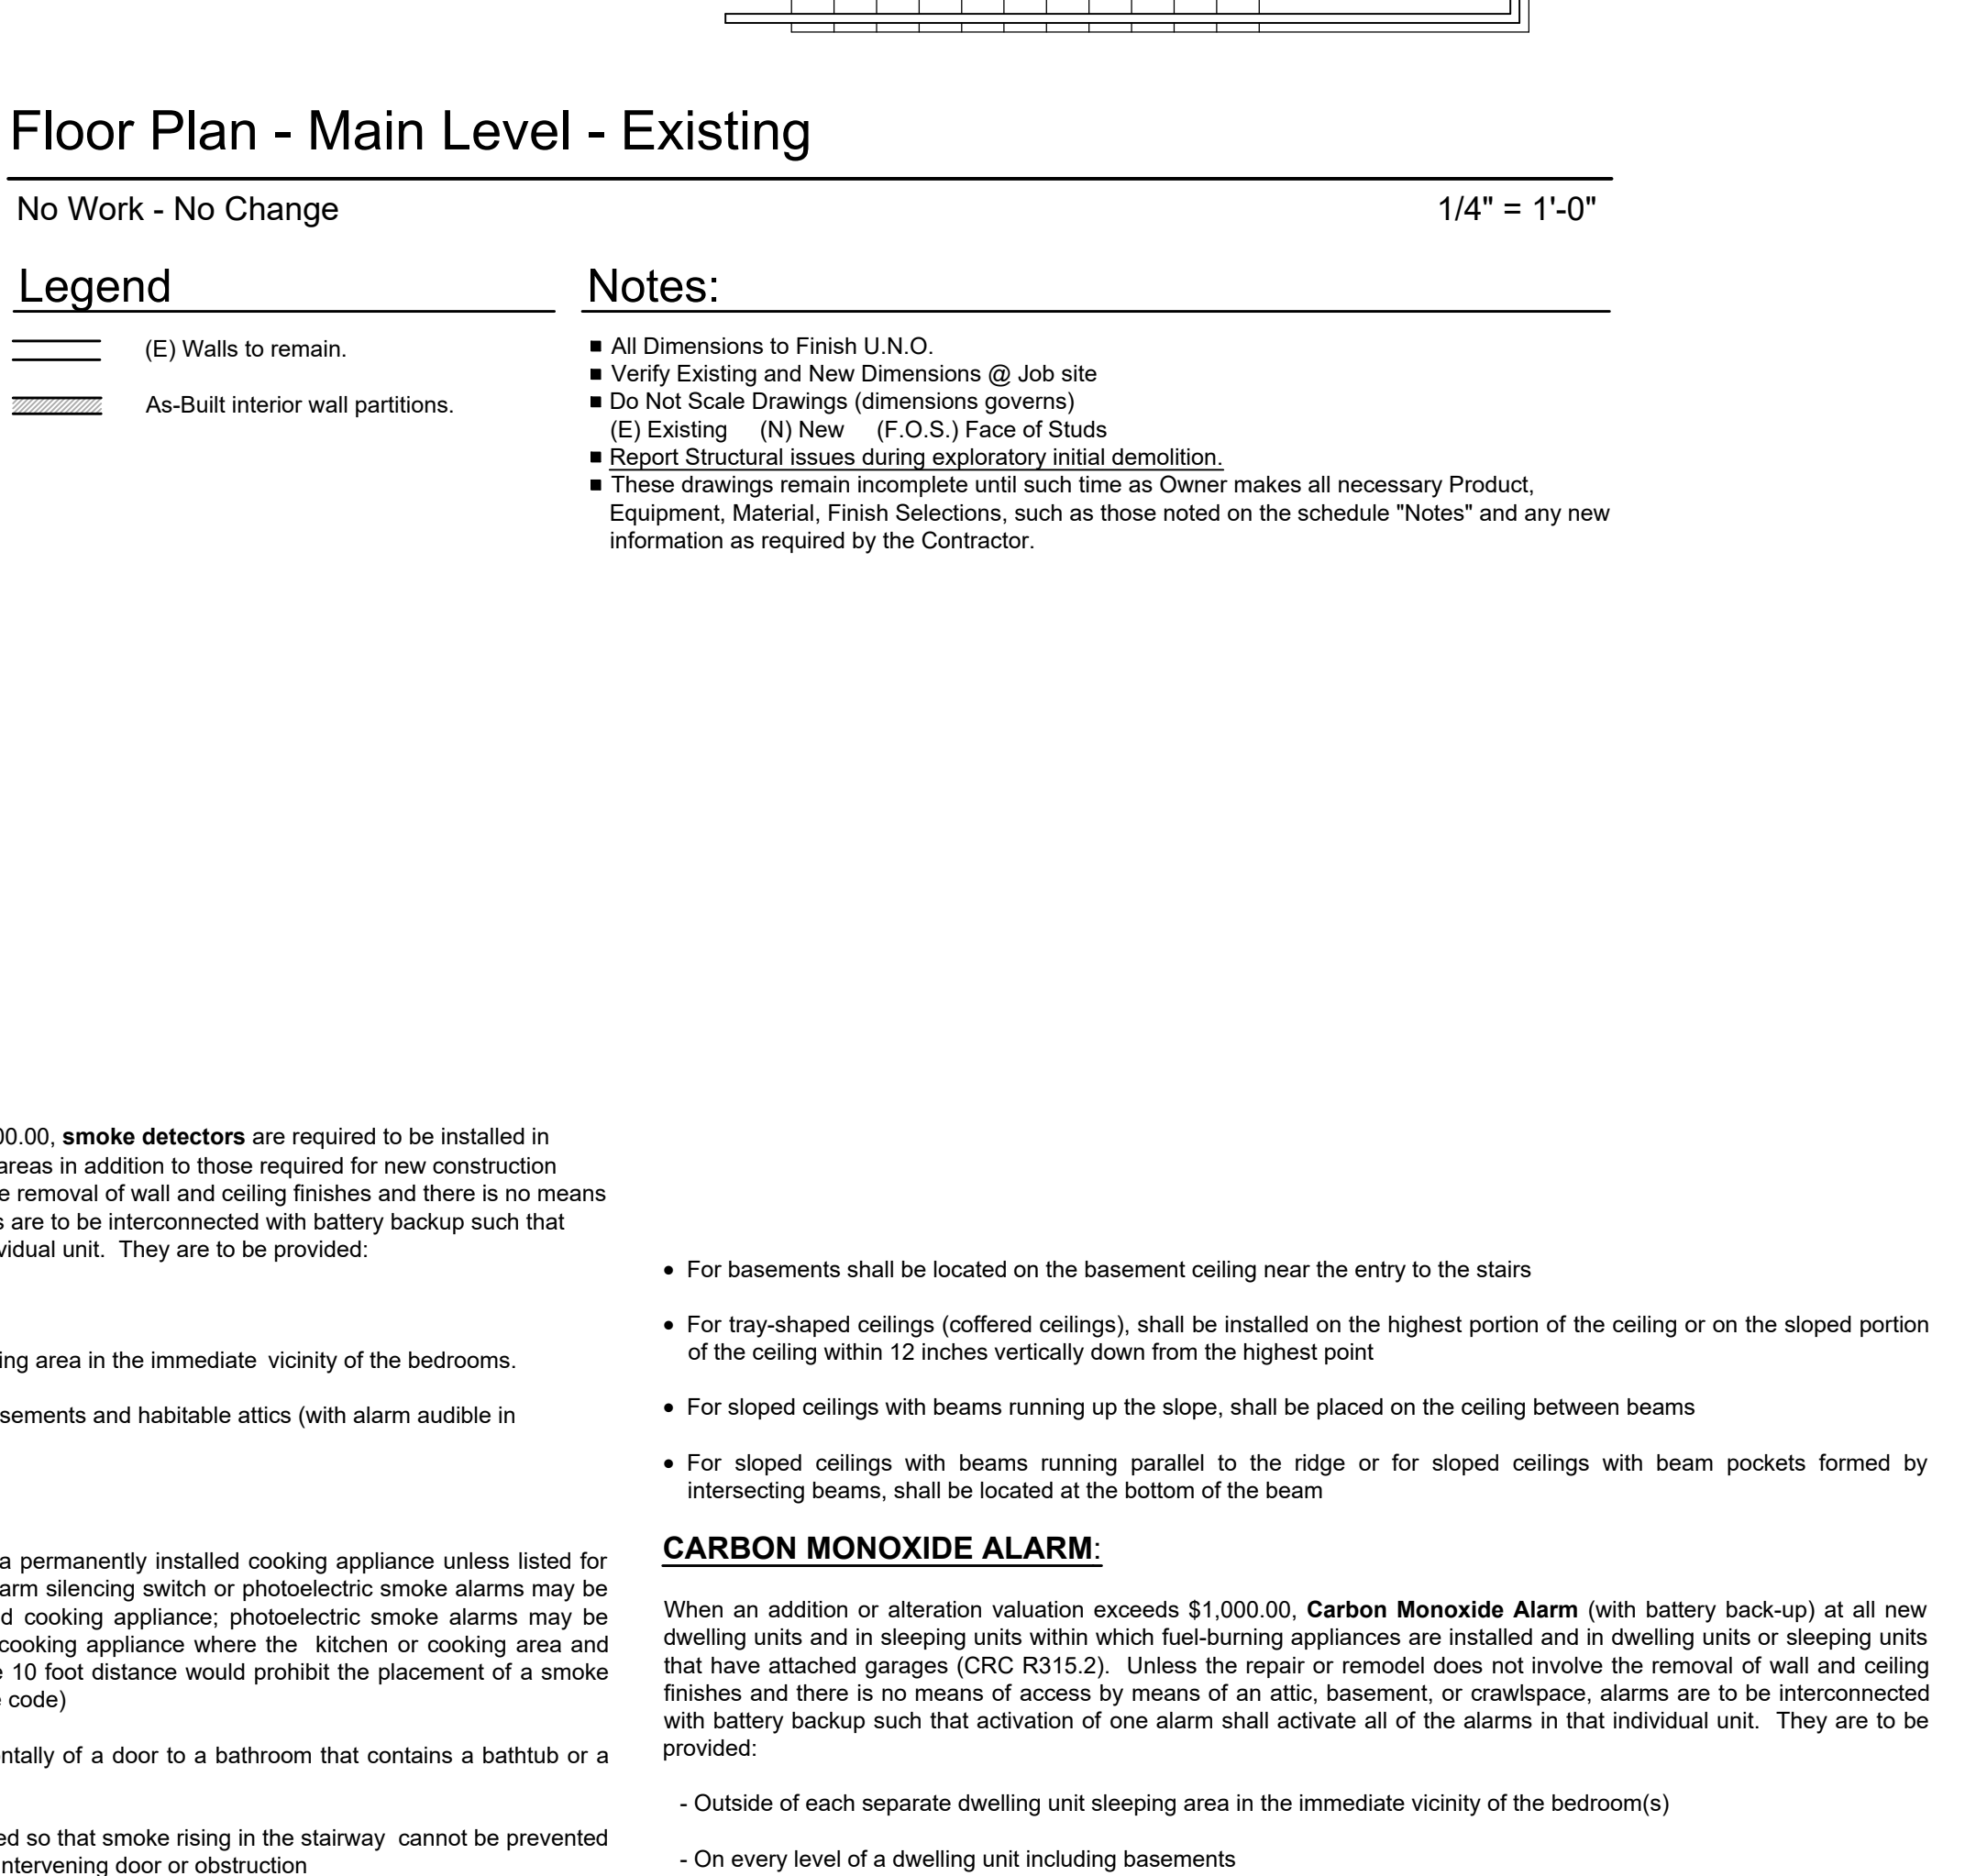 Floor Plan - Main Level - Existing
No Work - No Change
1/4" = 1'-0"
Legend
(E) Walls to remain.
As-Built interior wall partitions.
Notes:
■ All Dimensions to Finish U.N.O.
■ Verify Existing and New Dimensions @ Job site
■ Do Not Scale Drawings (dimensions governs)
(E) Existing (N) New (F.O.S.) Face of Studs
■ Report Structural issues during exploratory initial demolition.
■ These drawings remain incomplete until such time as Owner makes all necessary Product,
Equipment, Material, Finish Selections, such as those noted on the schedule "Notes" and any new
information as required by the Contractor.
00.00, smoke detectors are required to be installed in
areas in addition to those required for new construction
removal of wall and ceiling finishes and there is no means
are to be interconnected with battery backup such that
unit. They are to be provided:
area in the immediate vicinity of the bedrooms.
and habitable attics (with alarm audible in
a permanently installed cooking appliance unless listed for
silencing switch or photoelectric smoke alarms may be
cooking appliance; photoelectric smoke alarms may be
cooking appliance where the kitchen or cooking area and
10 foot distance would prohibit the placement of a smoke
code)
of a door to a bathroom that contains a bathtub or a
so that smoke rising in the stairway cannot be prevented
door or obstruction
• For basements shall be located on the basement ceiling near the entry to the stairs
• For tray-shaped ceilings (coffered ceilings), shall be installed on the highest portion of the ceiling or on the sloped portion
of the ceiling within 12 inches vertically down from the highest point
• For sloped ceilings with beams running up the slope, shall be placed on the ceiling between beams
• For sloped ceilings with beams running parallel to the ridge or for sloped ceilings with beam pockets formed by
intersecting beams, shall be located at the bottom of the beam
CARBON MONOXIDE ALARM:
When an addition or alteration valuation exceeds $1,000.00, Carbon Monoxide Alarm (with battery back-up) at all new
dwelling units and in sleeping units within which fuel-burning appliances are installed and in dwelling units or sleeping units
that have attached garages (CRC R315.2). Unless the repair or remodel does not involve the removal of wall and ceiling
finishes and there is no means of access by means of an attic, basement, or crawlspace, alarms are to be interconnected
with battery backup such that activation of one alarm shall activate all of the alarms in that individual unit. They are to be
provided:
- Outside of each separate dwelling unit sleeping area in the immediate vicinity of the bedroom(s)
- On every level of a dwelling unit including basements